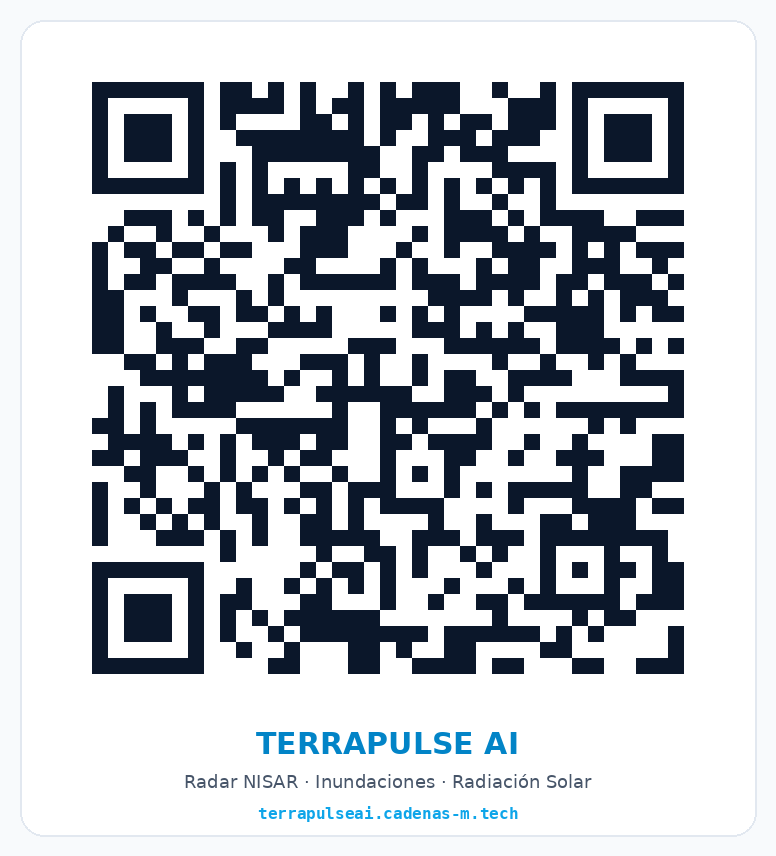 TERRAPULSE AI
Radar NISAR · Inundaciones · Radiación Solar
terrapulseai.cadenas-m.tech